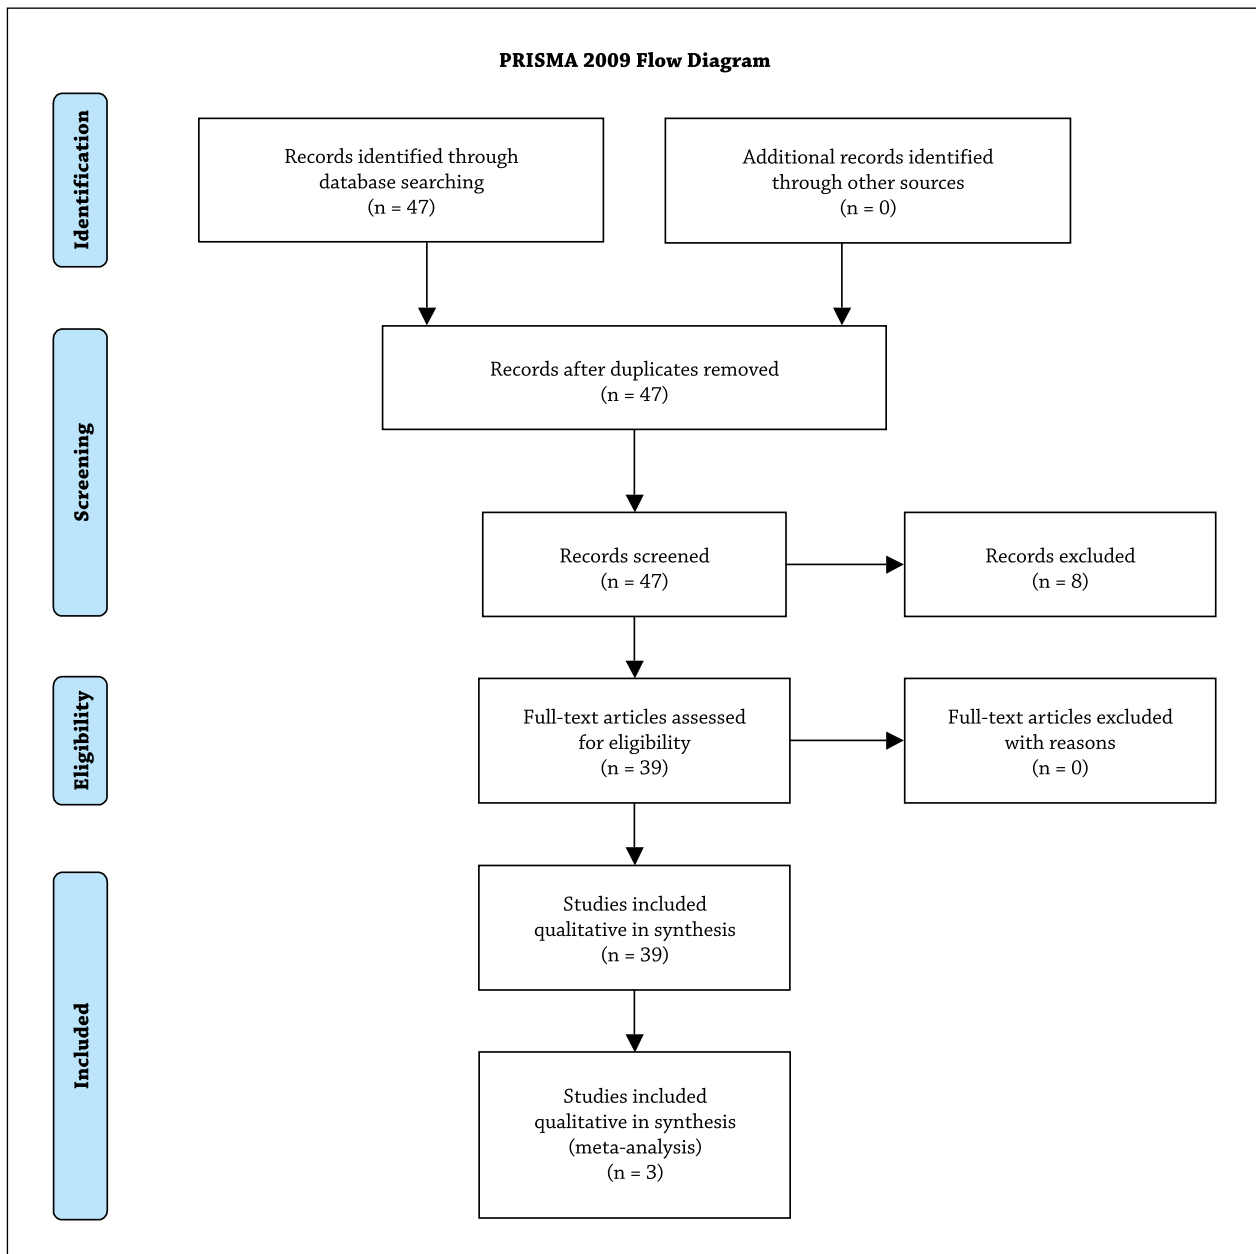 PRISMA 2009 Flow Diagram
Identification
Records identified through
database searching
(n = 47)
Additional records identified
through other sources
(n = 0)
Screening
Records after duplicates removed
(n = 47)
Records screened
(n = 47)
Records excluded
(n = 8)
Eligibility
Full-text articles assessed
for eligibility
(n = 39)
Full-text articles excluded
with reasons
(n = 0)
Included
Studies included
qualitative in synthesis
(n = 39)
Studies included
qualitative in synthesis
(meta-analysis)
(n = 3)